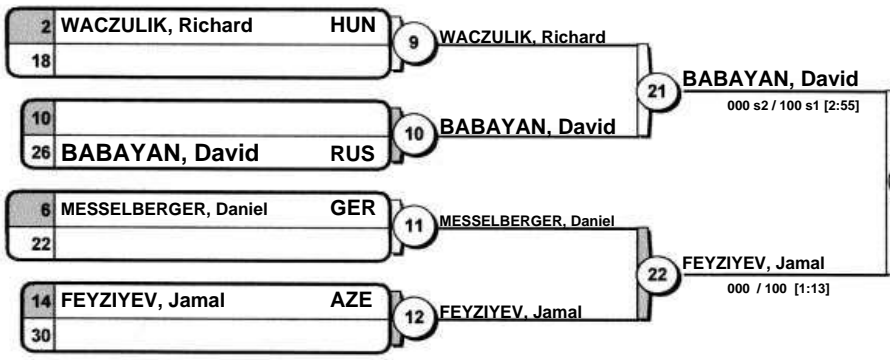 2 WACZULIK, Richard HUN
18
9
WACZULIK, Richard
10
26 BABAYAN, David RUS
10
BABAYAN, David
21
BABAYAN, David
000 s2 / 100 s1 [2:55]
6 MESSELBERGER, Daniel GER
22
11
MESSELBERGER, Daniel
14 FEYZIYEV, Jamal AZE
30
12
FEYZIYEV, Jamal
22
FEYZIYEV, Jamal
000 / 100 [1:13]